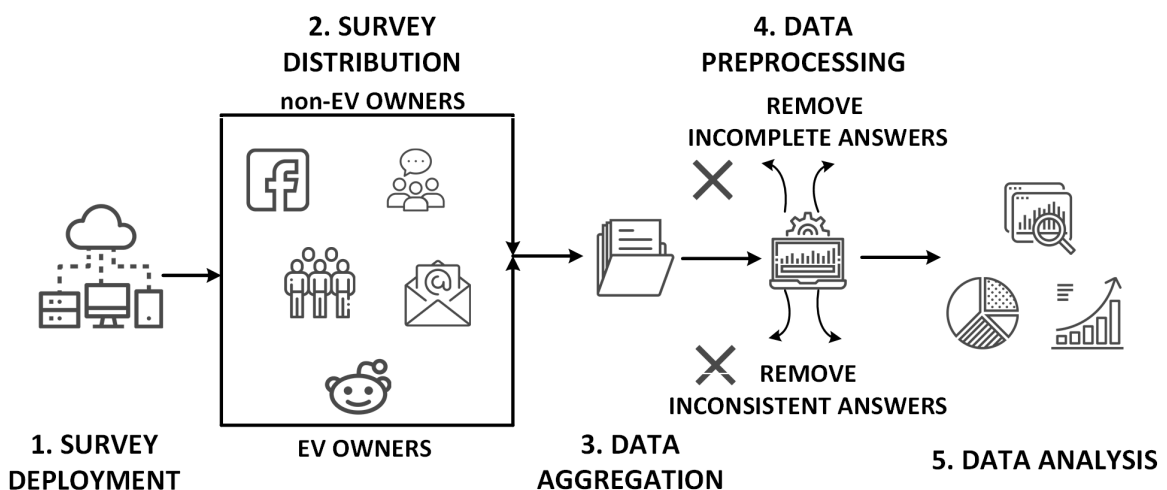 2. SURVEY
DISTRIBUTION
non-EV OWNERS
4. DATA
PREPROCESSING
REMOVE
INCOMPLETE ANSWERS
REMOVE
INCONSISTENT ANSWERS
1. SURVEY
DEPLOYMENT
EV OWNERS
3. DATA
AGGREGATION
5. DATA ANALYSIS